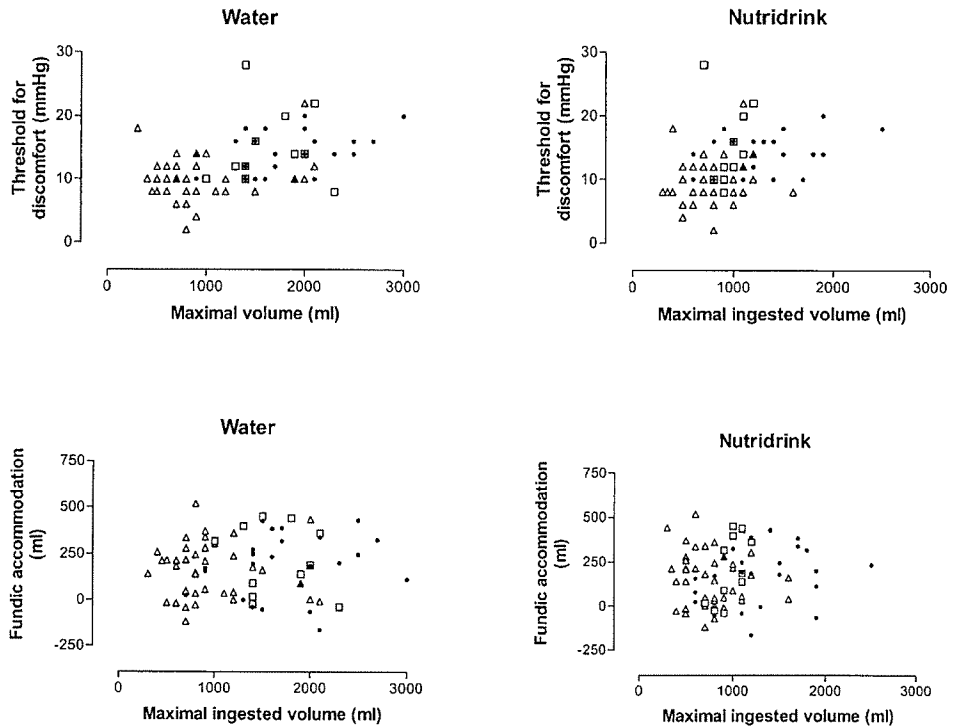 Water
Threshold for
discomfort (mmHg)
30
20
10
0
0 1000 2000 3000
Maximal volume (ml)
Nutridrink
Threshold for
discomfort (mmHg)
30
20
10
0
0 1000 2000 3000
Maximal ingested volume (ml)
Water
Fundic accommodation
(ml)
750
500
250
0
-250
0 1000 2000 3000
Maximal ingested volume (ml)
Nutridrink
Fundic accommodation
(ml)
750
500
250
0
-250
0 1000 2000 3000
Maximal ingested volume (ml)